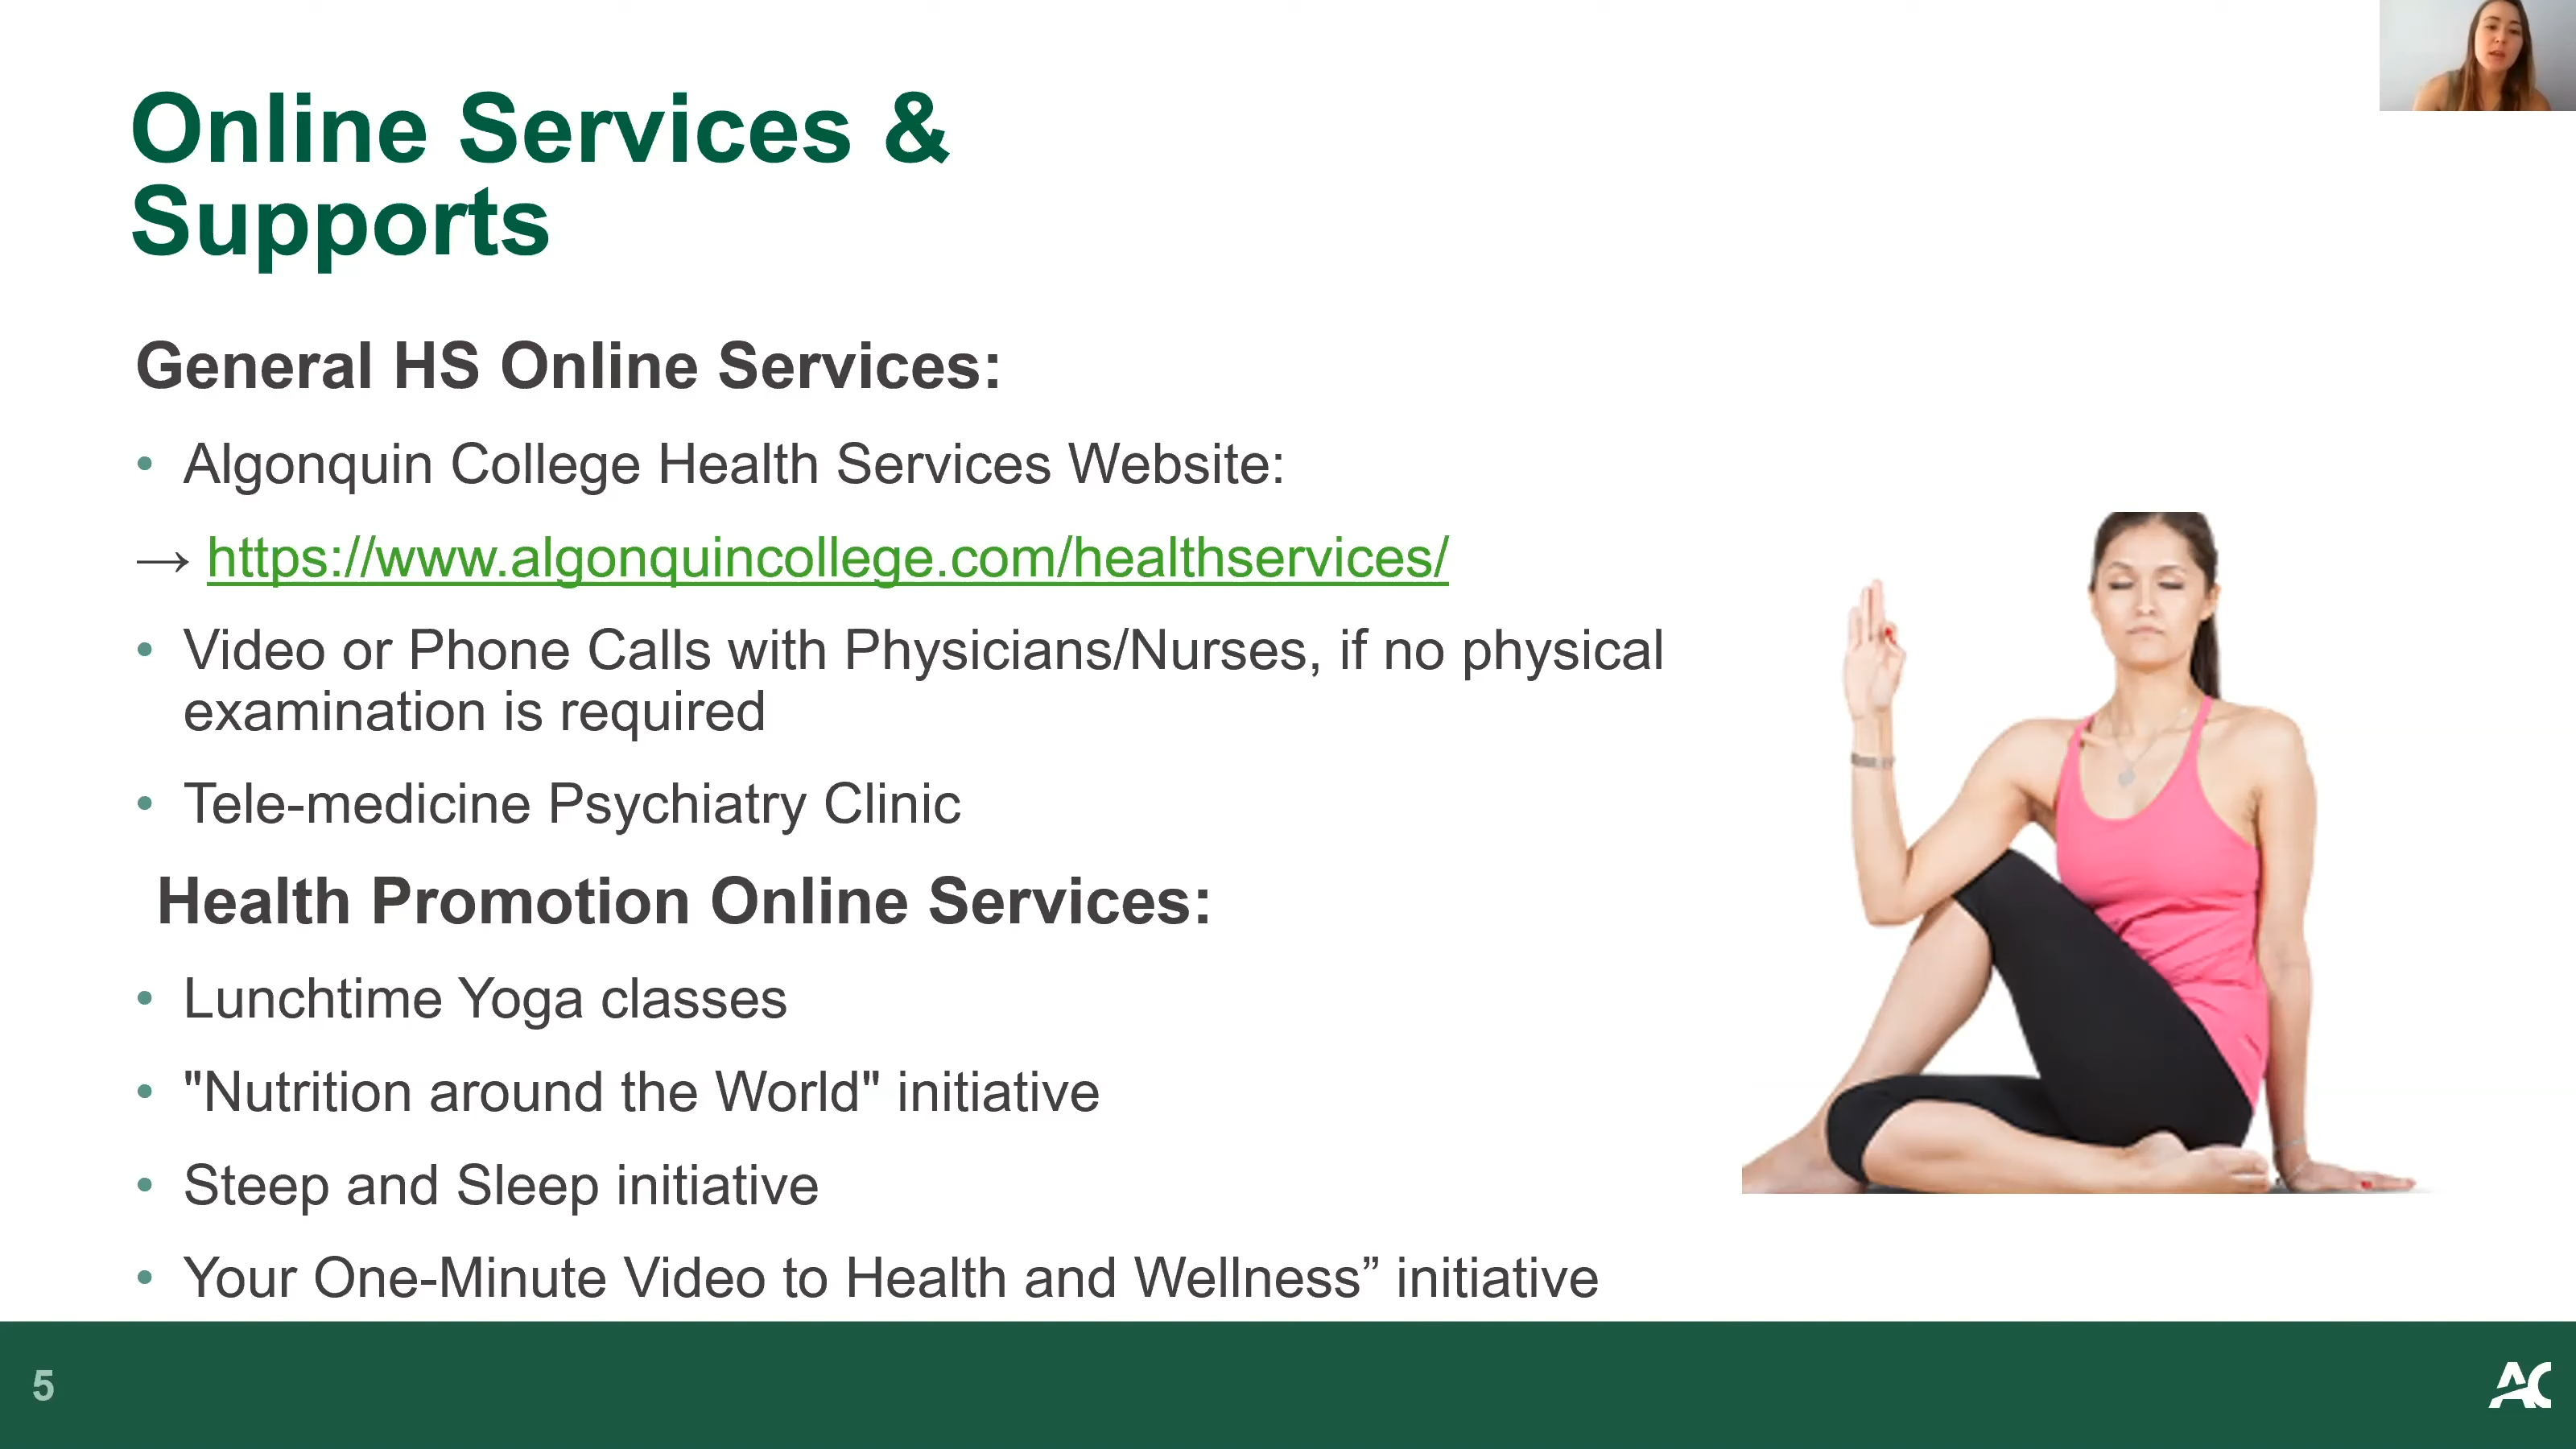 Online Services &
Supports
General HS Online Services:
• Algonquin College Health Services Website:
→ https://www.algonquincollege.com/healthservices/
• Video or Phone Calls with Physicians/Nurses, if no physical
examination is required
• Tele-medicine Psychiatry Clinic
Health Promotion Online Services:
• Lunchtime Yoga classes
• "Nutrition around the World" initiative
• Steep and Sleep initiative
• Your One-Minute Video to Health and Wellness” initiative
5
AC